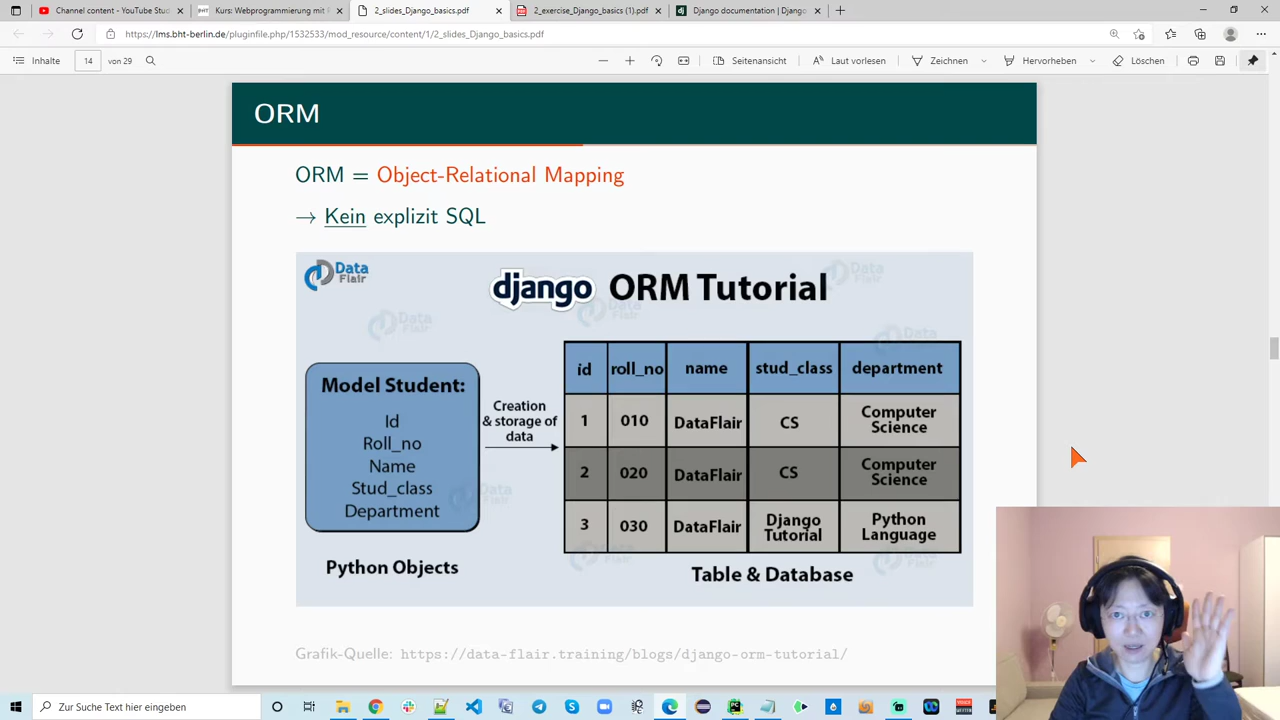 Channel content - YouTube Stud
Kurs: Webprogrammierung mit P
2_slides_Django_basics.pdf
2_exercise_Django_basics (1).pdf
Django documentation | Django
https://lms.bht-berlin.de/pluginfile.php/1532533/mod_resource/content/1/2_slides_Django_basics.pdf
Inhalte
14
von 29
Seitenansicht
Laut vorlesen
Zeichnen
Hervorheben
Löschen
ORM
ORM = Object-Relational Mapping
→ Kein explizit SQL
Data
Flair
django ORM Tutorial
Model Student:
Id
Roll_no
Name
Stud_class
Department
Python Objects
Creation
& storage of
data
id roll_no name stud_class department
1 010 DataFlair CS Computer Science
2 020 DataFlair CS Computer Science
3 030 DataFlair Django Tutorial Python Language
Table & Database
Grafik-Quelle: https://data-flair.training/blogs/django-orm-tutorial/
Zur Suche Text hier eingeben